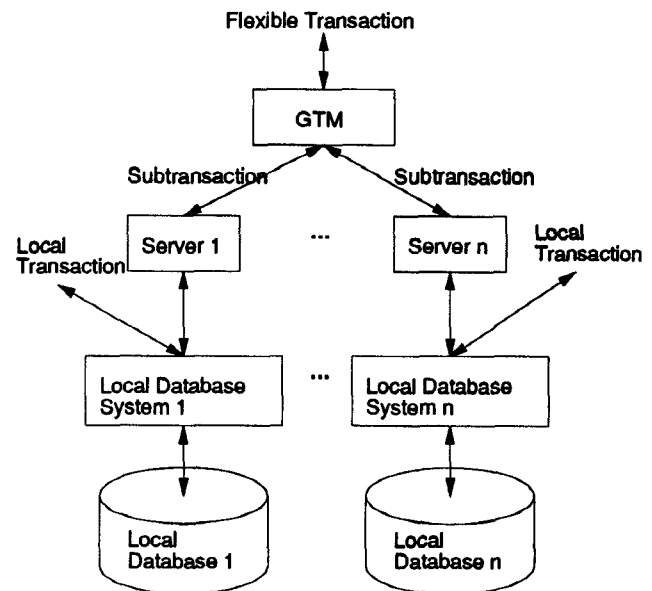 Flexible Transaction
GTM
Subtransaction
Subtransaction
Server 1
...
Server n
Local
Transaction
Local
Transaction
Local Database
System 1
...
Local Database
System n
Local
Database 1
Local
Database n